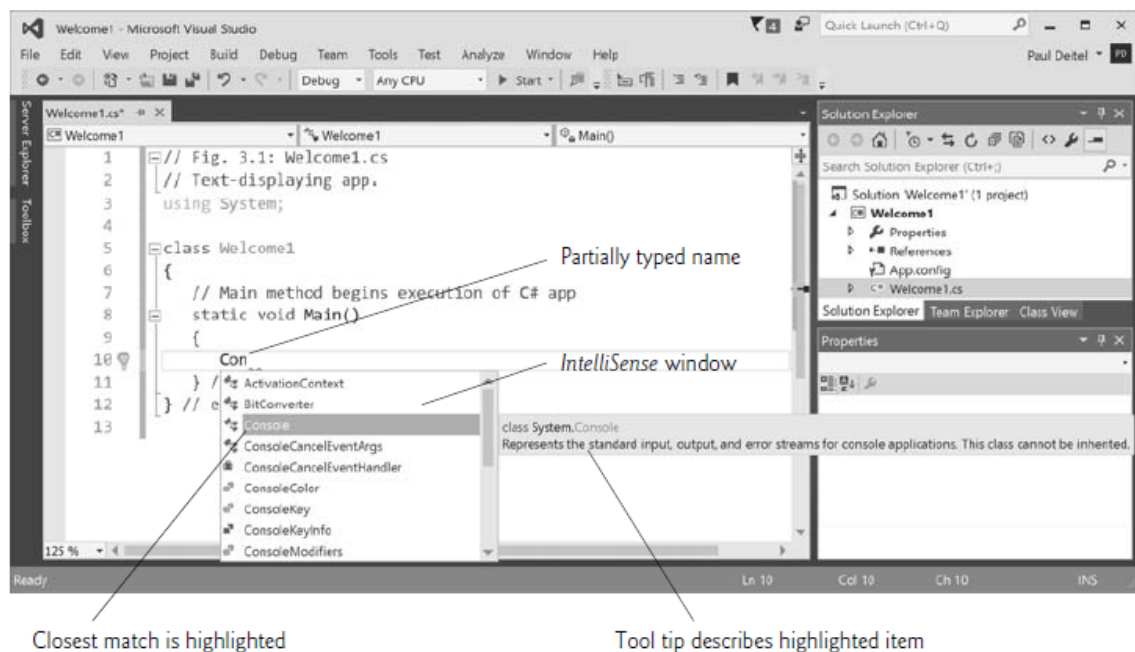 Welcome1 - Microsoft Visual Studio
4
Quick Launch (Ctrl+Q)
File Edit View Project Build Debug Team Tools Test Analyze Window Help
Paul Deitel
PD
Debug
Any CPU
Start
Server Explorer
Toolbox
Welcome1.cs*
C# Welcome1
Welcome1
Main()
1 // Fig. 3.1: Welcome1.cs
2 // Text-displaying app.
3 using System;
4
5 class Welcome1
6 {
7 // Main method begins execution of C# app
8 static void Main()
9 {
10 Con
11 } /
12 } // e
13
Partially typed name
IntelliSense window
ActivationContext
BitConverter
Console
ConsoleCancelEventArgs
ConsoleCancelEventHandler
ConsoleColor
ConsoleKey
ConsoleKeyInfo
ConsoleModifiers
class System.Console
Represents the standard input, output, and error streams for console applications. This class cannot be inherited.
Solution Explorer
Search Solution Explorer (Ctrl+;)
Solution 'Welcome1' (1 project)
C# Welcome1
Properties
References
App.config
C# Welcome1.cs
Solution Explorer Team Explorer Class View
Properties
125 %
Ready
Ln 10
Col 10
Ch 10
INS
Closest match is highlighted
Tool tip describes highlighted item